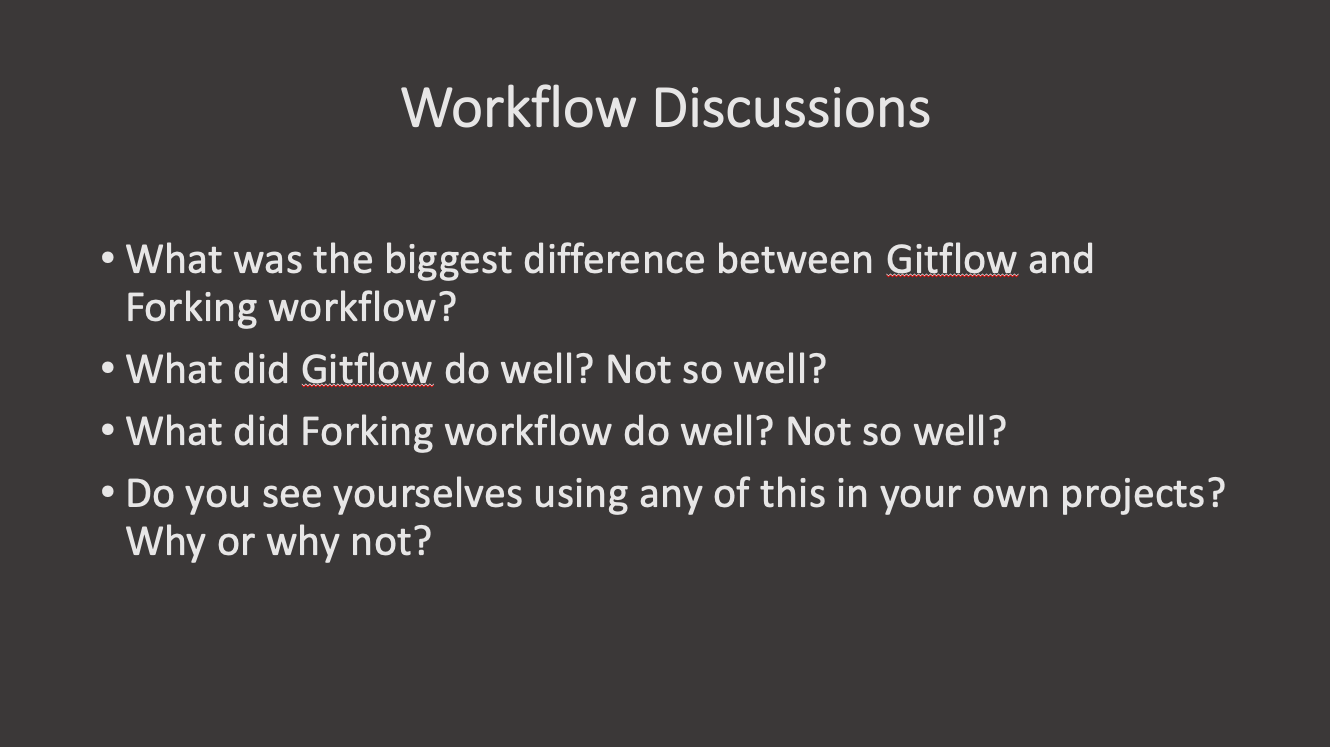 Workflow Discussions
• What was the biggest difference between Gitflow and
Forking workflow?
• What did Gitflow do well? Not so well?
• What did Forking workflow do well? Not so well?
• Do you see yourselves using any of this in your own projects?
Why or why not?